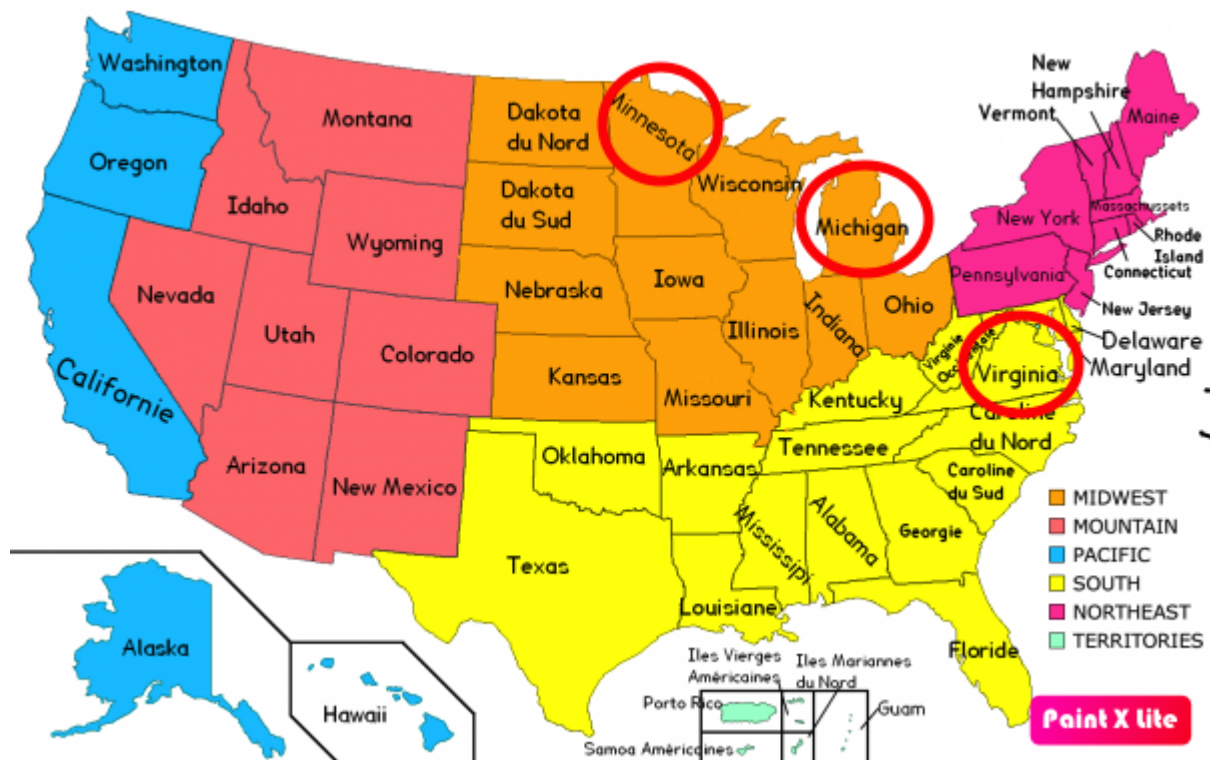 Washington
Oregon
Californie
Idaho
Nevada
Montana
Wyoming
Utah
Colorado
Arizona
New Mexico
Dakota
du Nord
Dakota
du Sud
Nebraska
Kansas
Minnesota
Iowa
Missouri
Wisconsin
Illinois
Michigan
Indiana
Ohio
Oklahoma
Texas
Arkansas
Louisiane
Kentucky
Tennessee
Mississipi
Alabama
Georgie
Floride
Caroline
du Sud
Caroline
du Nord
Virginie
Occidentale
Virginia
Maryland
Delaware
Pennsylvania
New Jersey
New York
Connecticut
Rhode
Island
Massachussets
Vermont
New
Hampshire
Maine
Alaska
Hawaii
Porto Rico
Iles Vierges
Américaines
Iles Mariannes
du Nord
Guam
Samoa Américaines
MIDWEST
MOUNTAIN
PACIFIC
SOUTH
NORTHEAST
TERRITORIES
Paint X Lite